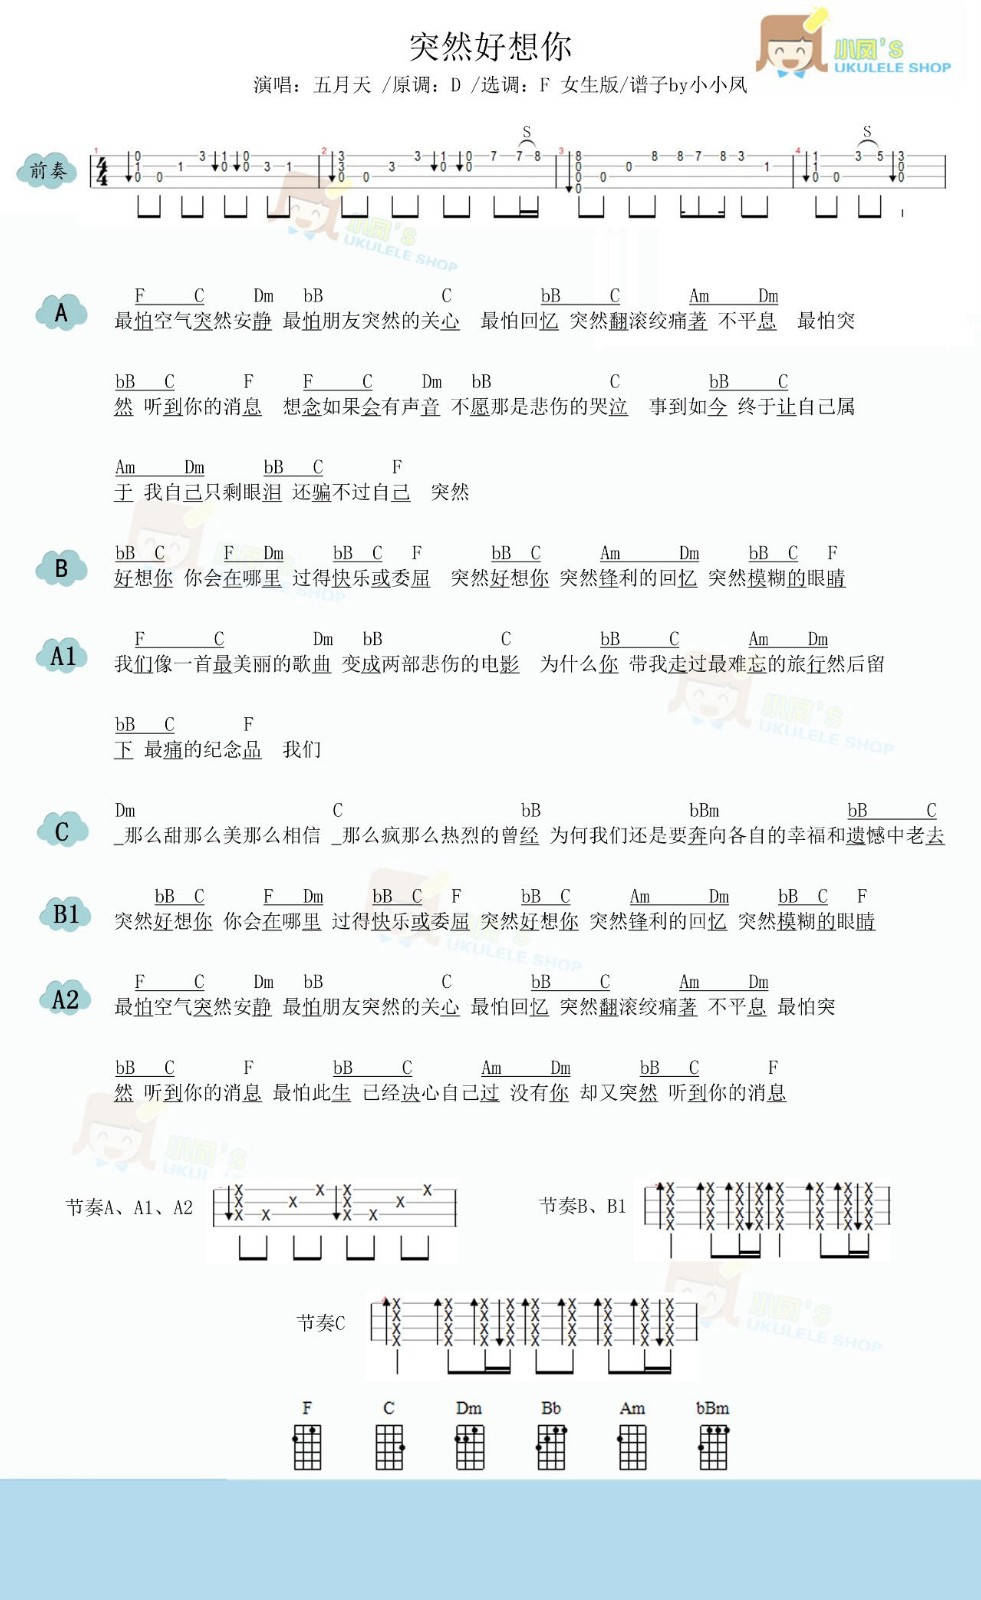 突然好想你
小凤'S
UKULELE SHOP
演唱：五月天 /原调：D /选调：F 女生版/谱子by小小凤
前奏
S S
1 2 3 4
4/4
A
F C Dm bB C bB C Am Dm
最怕空气突然安静 最怕朋友突然的关心 最怕回忆 突然翻滚绞痛著 不平息 最怕突
bB C F F C Dm bB C bB C
然 听到你的消息 想念如果会有声音 不愿那是悲伤的哭泣 事到如今 终于让自己属
Am Dm bB C F
于 我自己只剩眼泪 还骗不过自己 突然
B
bB C F Dm bB C F bB C Am Dm bB C F
好想你 你会在哪里 过得快乐或委屈 突然好想你 突然锋利的回忆 突然模糊的眼睛
A1
F C Dm bB C bB C Am Dm
我们像一首最美丽的歌曲 变成两部悲伤的电影 为什么你 带我走过最难忘的旅行然后留
bB C F
下 最痛的纪念品 我们
C
Dm C bB bBm bB C
_那么甜那么美那么相信 _那么疯那么热烈的曾经 为何我们还是要奔向各自的幸福和遗憾中老去
B1
bB C F Dm bB C F bB C Am Dm bB C F
突然好想你 你会在哪里 过得快乐或委屈 突然好想你 突然锋利的回忆 突然模糊的眼睛
A2
F C Dm bB C bB C Am Dm
最怕空气突然安静 最怕朋友突然的关心 最怕回忆 突然翻滚绞痛著 不平息 最怕突
bB C F bB C Am Dm bB C F
然 听到你的消息 最怕此生 已经决心自己过 没有你 却又突然 听到你的消息
节奏A、A1、A2
节奏B、B1
节奏C
F C Dm Bb Am bBm